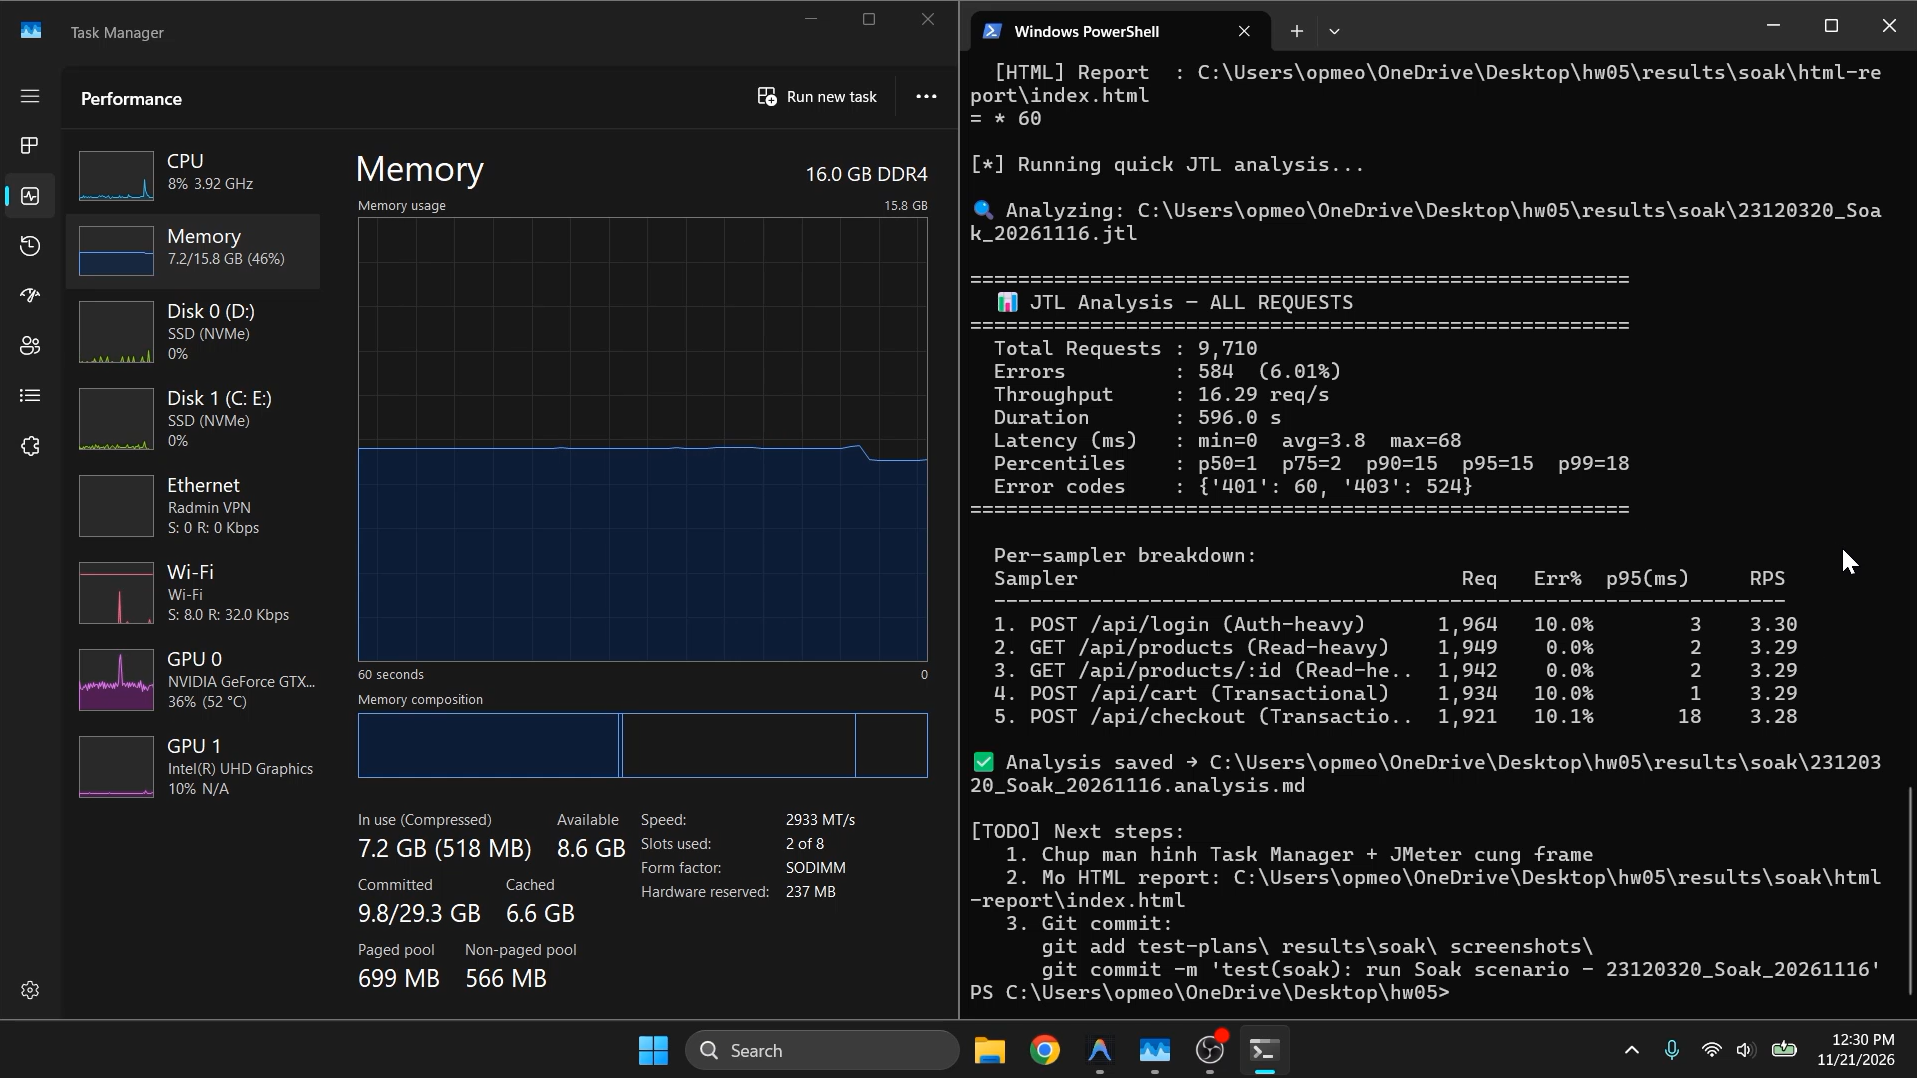 Task Manager
Performance
Run new task
CPU
8% 3.92 GHz
Memory
7.2/15.8 GB (46%)
Disk 0 (D:)
SSD (NVMe)
0%
Disk 1 (C: E:)
SSD (NVMe)
0%
Ethernet
Radmin VPN
S: 0 R: 0 Kbps
Wi-Fi
Wi-Fi
S: 8.0 R: 32.0 Kbps
GPU 0
NVIDIA GeForce GTX...
36% (52 °C)
GPU 1
Intel(R) UHD Graphics
10% N/A
Memory 16.0 GB DDR4
Memory usage 15.8 GB
60 seconds 0
Memory composition
In use (Compressed) Available
7.2 GB (518 MB) 8.6 GB
Committed Cached
9.8/29.3 GB 6.6 GB
Paged pool Non-paged pool
699 MB 566 MB
Speed: 2933 MT/s
Slots used: 2 of 8
Form factor: SODIMM
Hardware reserved: 237 MB
Windows PowerShell
[HTML] Report : C:\Users\opmeo\OneDrive\Desktop\hw05\results\soak\html-re
port\index.html
= * 60
[*] Running quick JTL analysis...
🔍 Analyzing: C:\Users\opmeo\OneDrive\Desktop\hw05\results\soak\23120320_Soa
k_20261116.jtl
=======================================================
📊 JTL Analysis — ALL REQUESTS
=======================================================
Total Requests : 9,710
Errors : 584 (6.01%)
Throughput : 16.29 req/s
Duration : 596.0 s
Latency (ms) : min=0 avg=3.8 max=68
Percentiles : p50=1 p75=2 p90=15 p95=15 p99=18
Error codes : {'401': 60, '403': 524}
=======================================================
Per-sampler breakdown:
Sampler Req Err% p95(ms) RPS
------------------------------------------------------------------
1. POST /api/login (Auth-heavy) 1,964 10.0% 3 3.30
2. GET /api/products (Read-heavy) 1,949 0.0% 2 3.29
3. GET /api/products/:id (Read-he.. 1,942 0.0% 2 3.29
4. POST /api/cart (Transactional) 1,934 10.0% 1 3.29
5. POST /api/checkout (Transactio.. 1,921 10.1% 18 3.28
✅ Analysis saved → C:\Users\opmeo\OneDrive\Desktop\hw05\results\soak\231203
20_Soak_20261116.analysis.md
[TODO] Next steps:
1. Chup man hinh Task Manager + JMeter cung frame
2. Mo HTML report: C:\Users\opmeo\OneDrive\Desktop\hw05\results\soak\html
-report\index.html
3. Git commit:
git add test-plans\ results\soak\ screenshots\
git commit -m 'test(soak): run Soak scenario - 23120320_Soak_20261116'
PS C:\Users\opmeo\OneDrive\Desktop\hw05>
Search
12:30 PM
11/21/2026